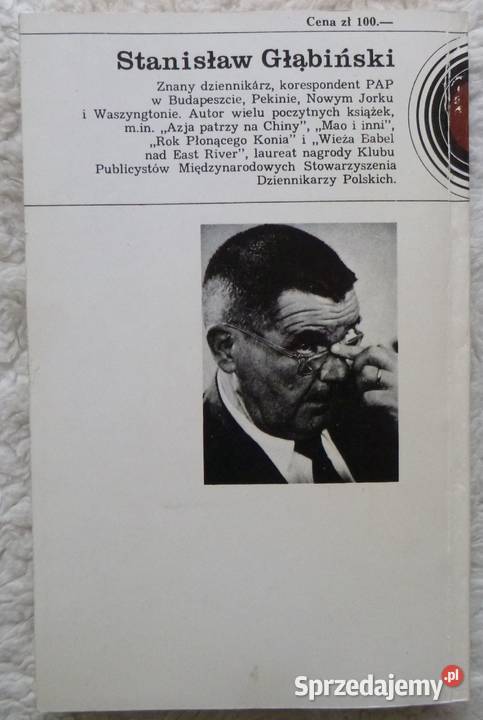 Cena zł 100.—
Stanisław Głąbiński
Znany dziennikárz, korespondent PAP
w Budapeszcie, Pekinie, Nowym Jorku
i Waszyngtonie. Autor wielu poczytnych książek,
m.in. „Azja patrzy na Chiny”, „Mao i inni”,
„Rok Płonącego Konia” i „Wieża Babel
nad East River”, laureat nagrody Klubu
Publicystów Międzynarodowych Stowarzyszenia
Dziennikarzy Polskich.
Sprzedajemy.pl